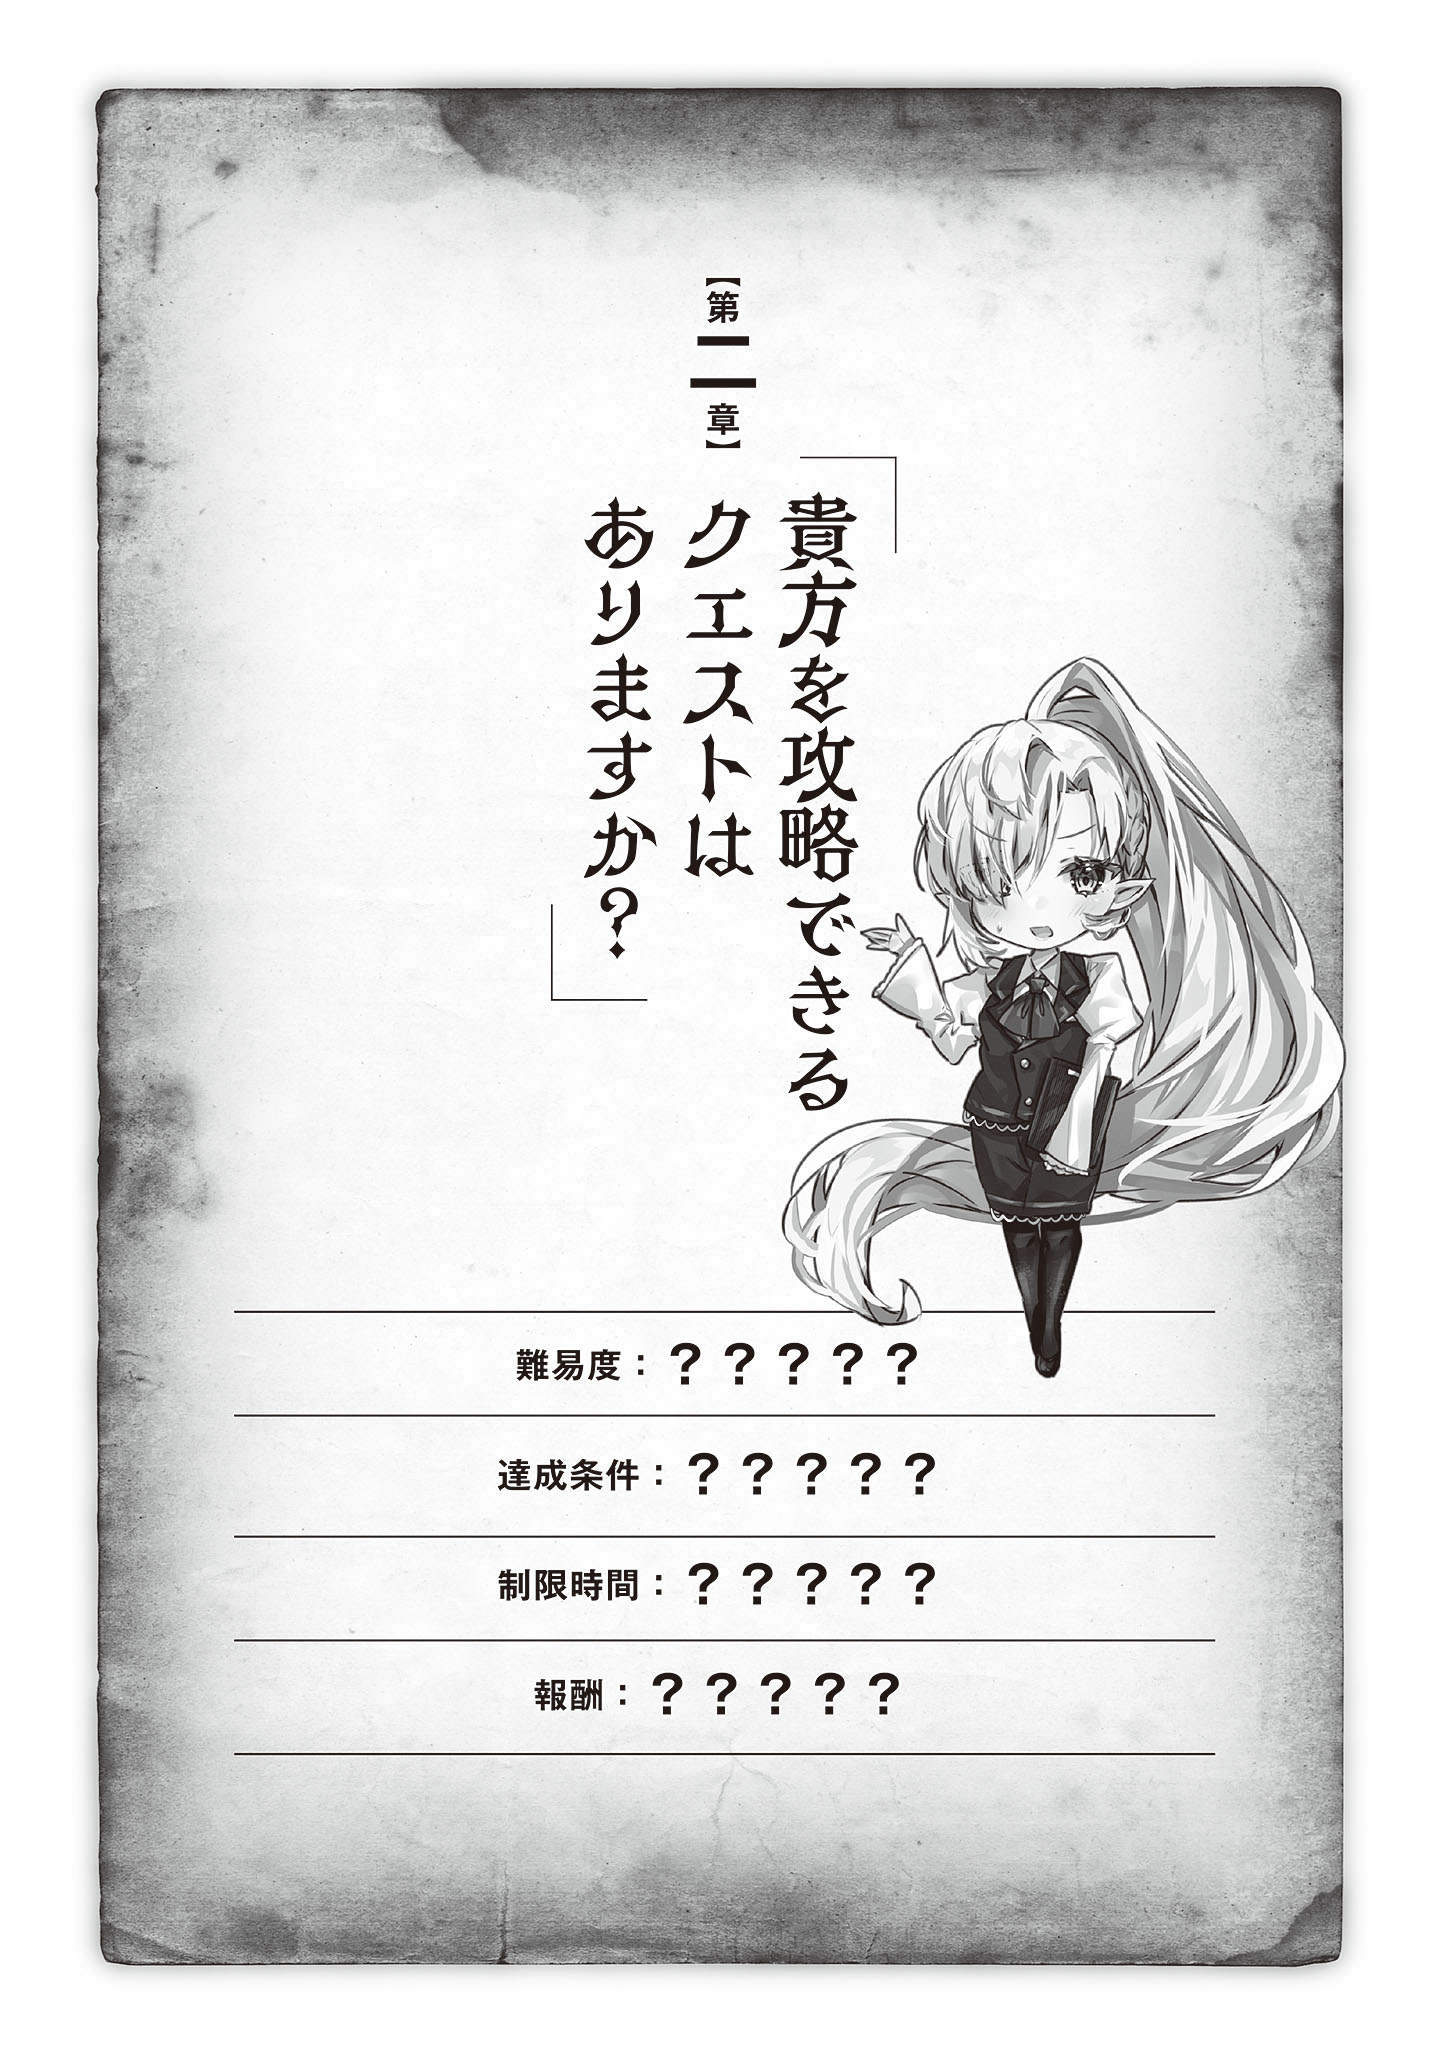 【第二章】
「貴方を攻略できる
クエストは
ありますか？」
難易度：？？？？？
達成条件：？？？？？
制限時間：？？？？？
報酬：？？？？？